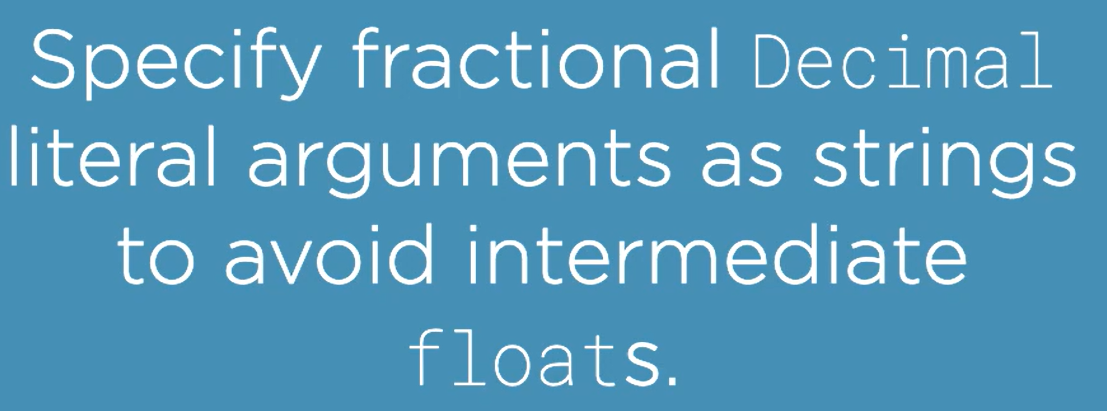 Specify fractional Decimal
literal arguments as strings
to avoid intermediate
floats.